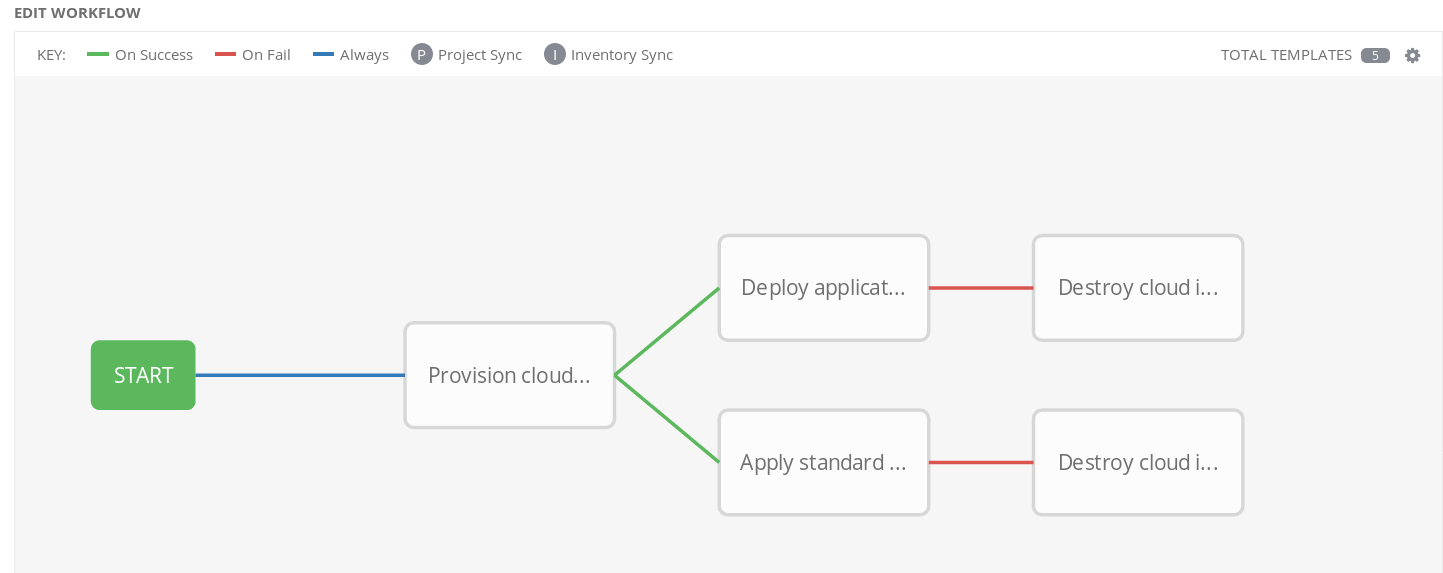 EDIT WORKFLOW
KEY: On Success On Fail Always P Project Sync I Inventory Sync TOTAL TEMPLATES 5
Deploy applicat... Destroy cloud i...
START Provision cloud...
Apply standard ... Destroy cloud i...